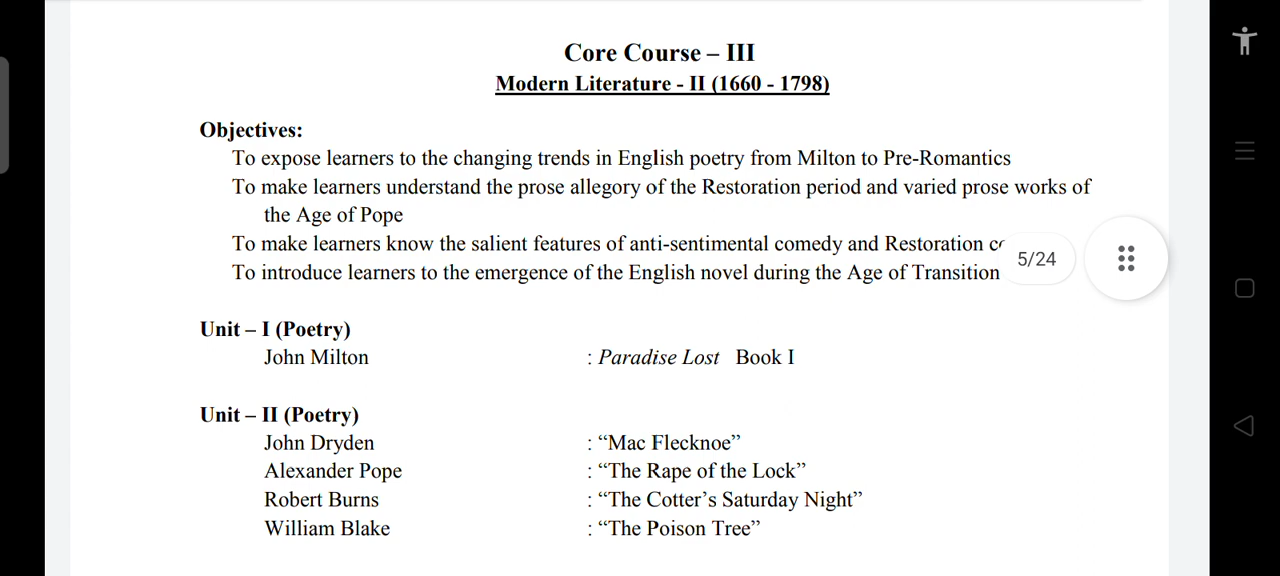 Core Course – III
Modern Literature - II (1660 - 1798)
Objectives:
To expose learners to the changing trends in English poetry from Milton to Pre-Romantics
To make learners understand the prose allegory of the Restoration period and varied prose works of
the Age of Pope
To make learners know the salient features of anti-sentimental comedy and Restoration
To introduce learners to the emergence of the English novel during the Age of Transition
5/24
Unit – I (Poetry)
John Milton : Paradise Lost Book I
Unit – II (Poetry)
John Dryden : “Mac Flecknoe”
Alexander Pope : “The Rape of the Lock”
Robert Burns : “The Cotter’s Saturday Night”
William Blake : “The Poison Tree”